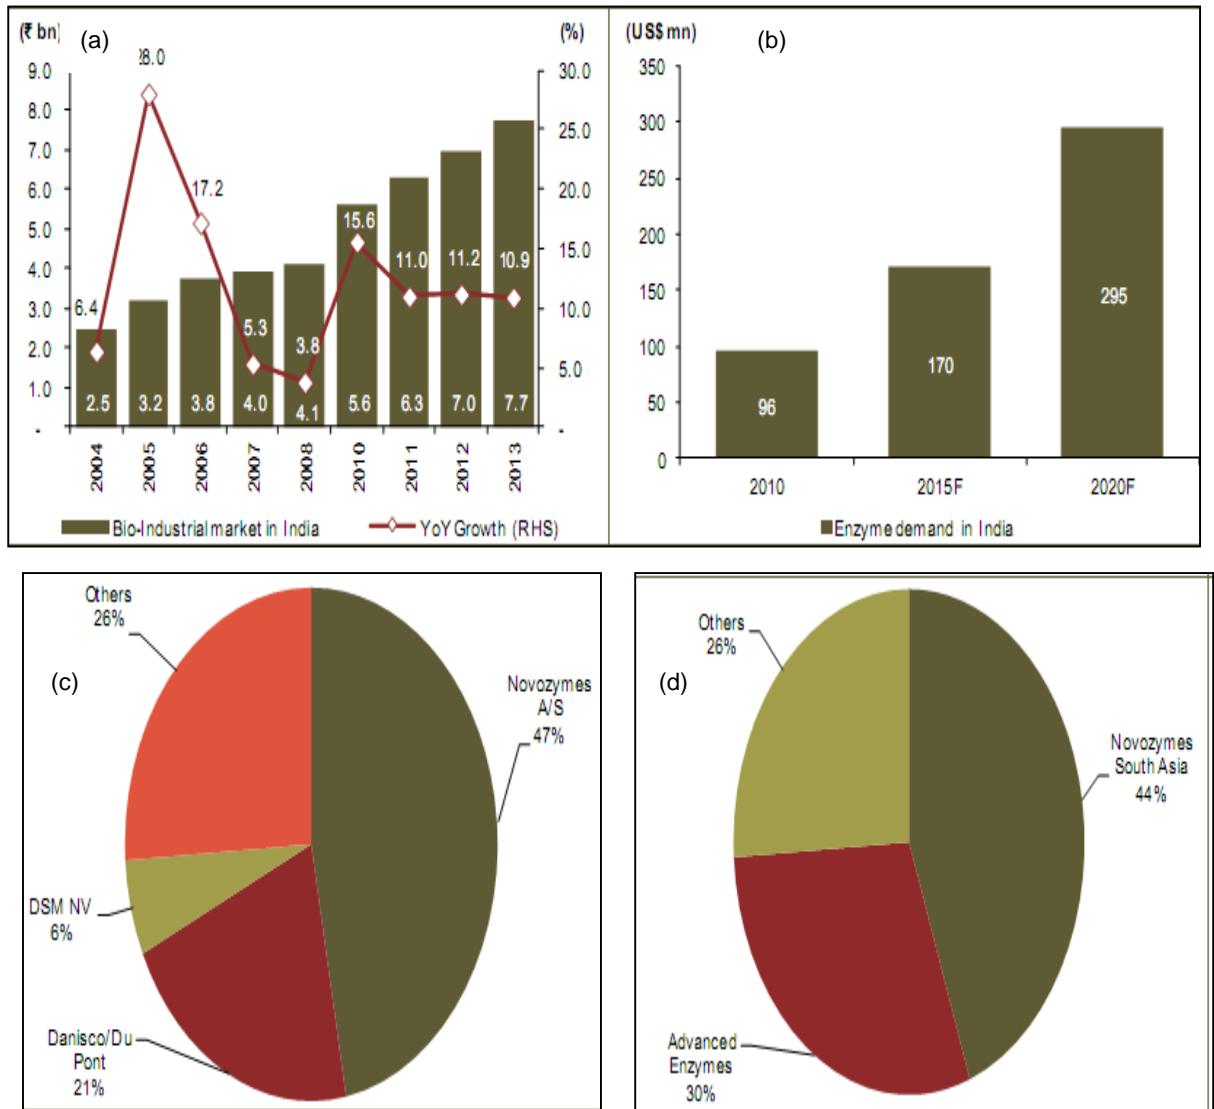 (₹ bn)
(a)
(%)
28.0
9.0
8.0
7.0
6.0
5.0
4.0
3.0
2.0
1.0
-
30.0
25.0
20.0
15.0
10.0
5.0
-
6.4
17.2
5.3
3.8
15.6
11.0
11.2
10.9
2.5
3.2
3.8
4.0
4.1
5.6
6.3
7.0
7.7
2004
2005
2006
2007
2008
2010
2011
2012
2013
Bio-Industrial market in India
YoY Growth (RHS)
(US$ mn)
(b)
350
300
250
200
150
100
50
0
96
170
295
2010
2015F
2020F
Enzyme demand in India
(c)
Others
26%
Novozymes
A/S
47%
DSM NV
6%
Danisco/Du
Pont
21%
(d)
Others
26%
Novozymes
South Asia
44%
Advanced
Enzymes
30%